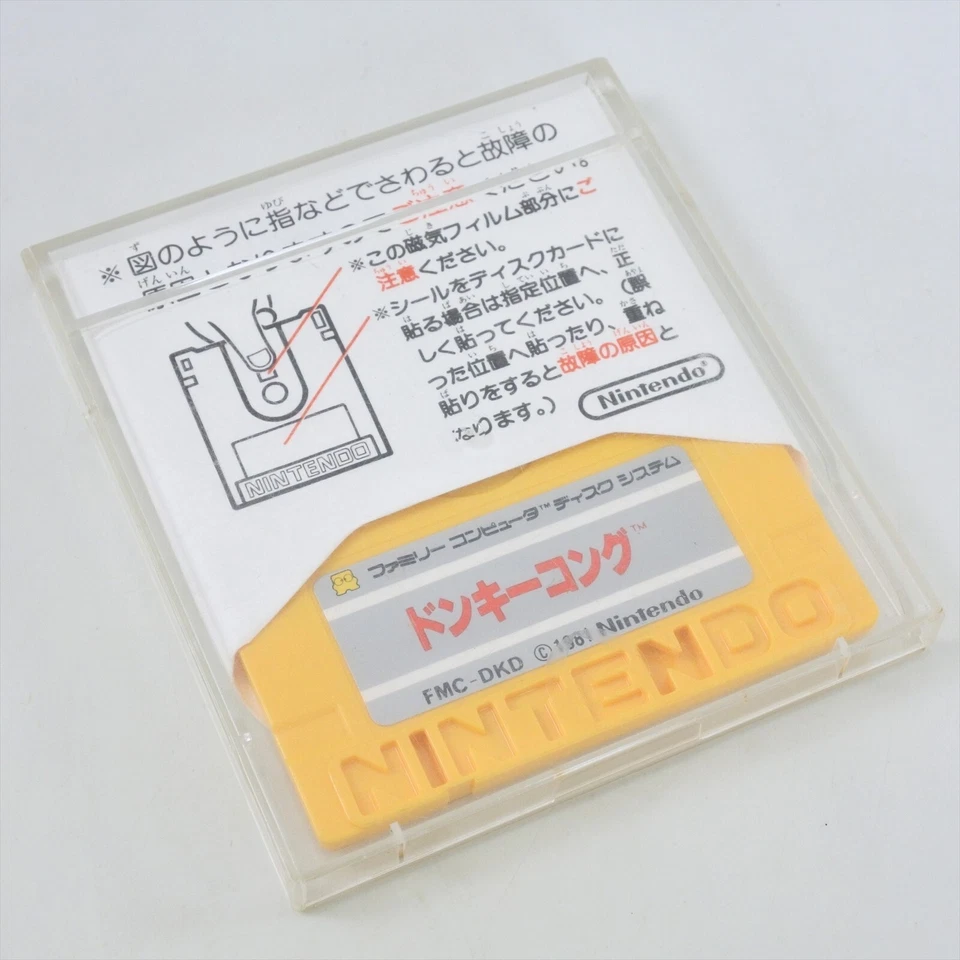 ※図のように指などでさわると故障の
ください。
※この磁気フィルム部分にご
注意ください。
※シールをディスクカードに
貼る場合は指定位置へ、正
しく貼ってください。(誤
った位置へ貼ったり、重ね
貼りをすると故障の原因と
なります。)
Nintendo®
NINTENDO
ファミリー コンピュータ™ ディスク システム
ドンキーコング™
FMC-DKD ©1981 Nintendo
NINTENDO